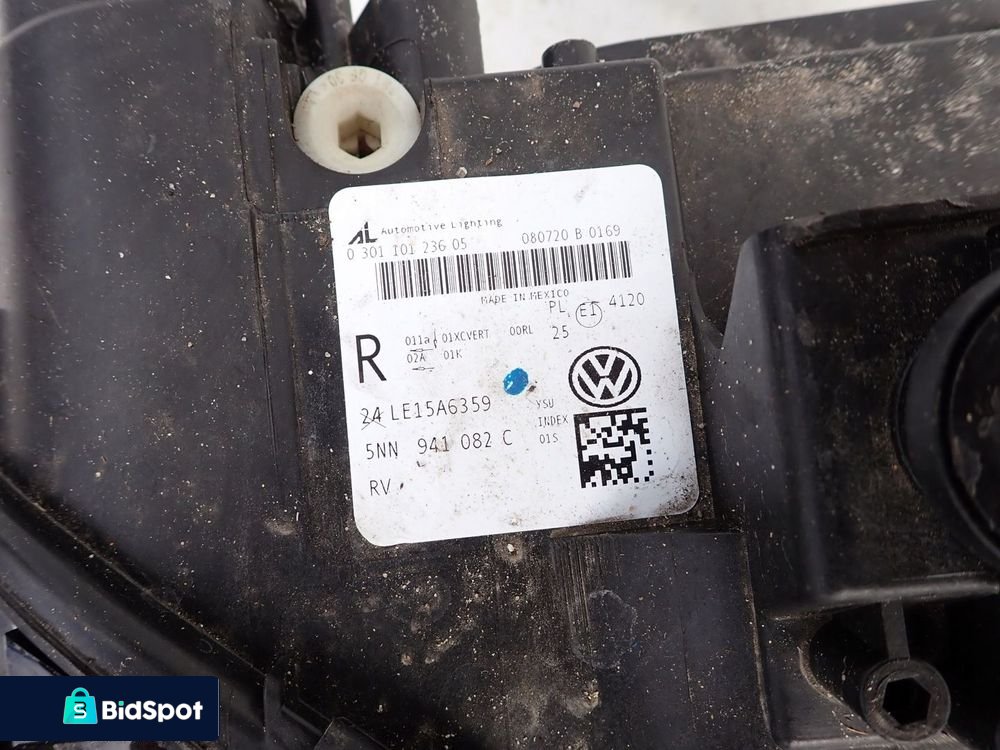 AL Automotive Lighting
0 301 I01 236 05 080720 B 0169
MADE IN MEXICO
PL E1 4120
25
R 011a 01XCVERT 00RL
02A 01K
24 LE15A6359
YSU
INDEX
01S
5NN 941 082 C
RV
BidSpot